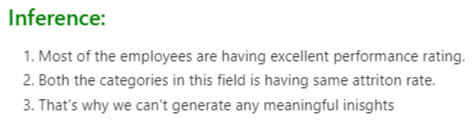 Inference:
1. Most of the employees are having excellent performance rating.
2. Both the categories in this field is having same attriton rate.
3. That's why we can't generate any meaningful inisghts